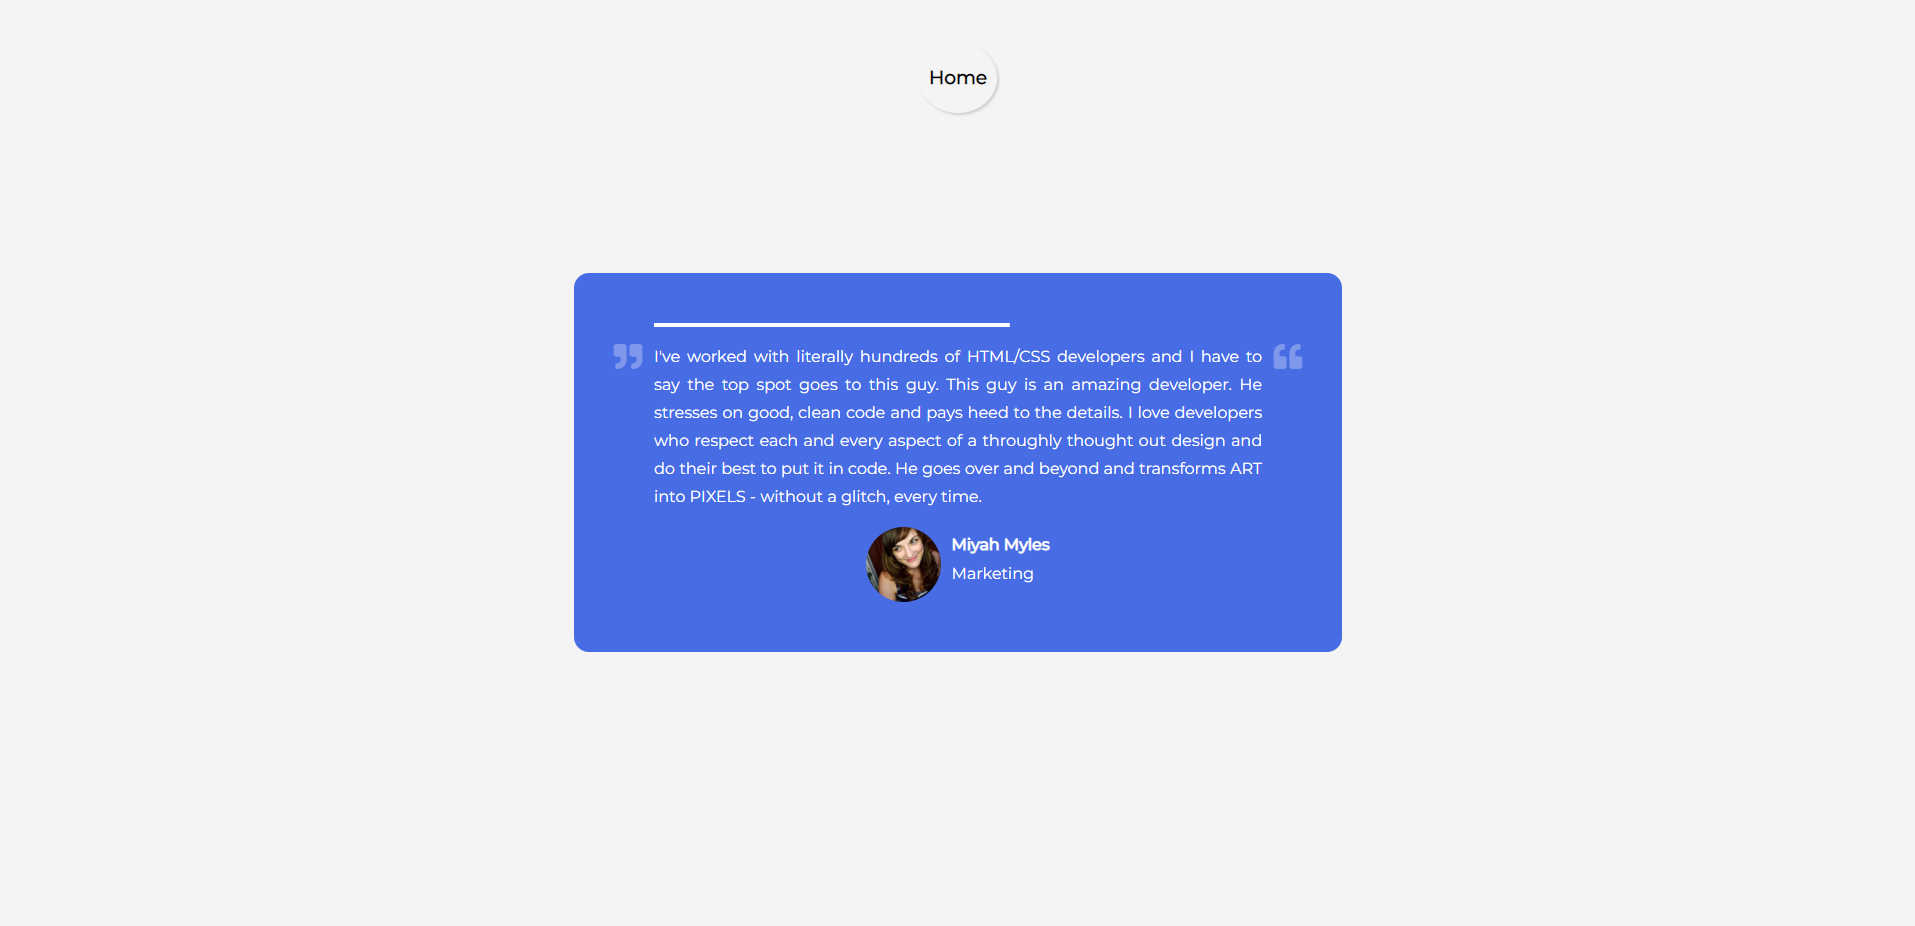 Home
I've worked with literally hundreds of HTML/CSS developers and I have to
say the top spot goes to this guy. This guy is an amazing developer. He
stresses on good, clean code and pays heed to the details. I love developers
who respect each and every aspect of a throughly thought out design and
do their best to put it in code. He goes over and beyond and transforms ART
into PIXELS - without a glitch, every time.
Miyah Myles
Marketing